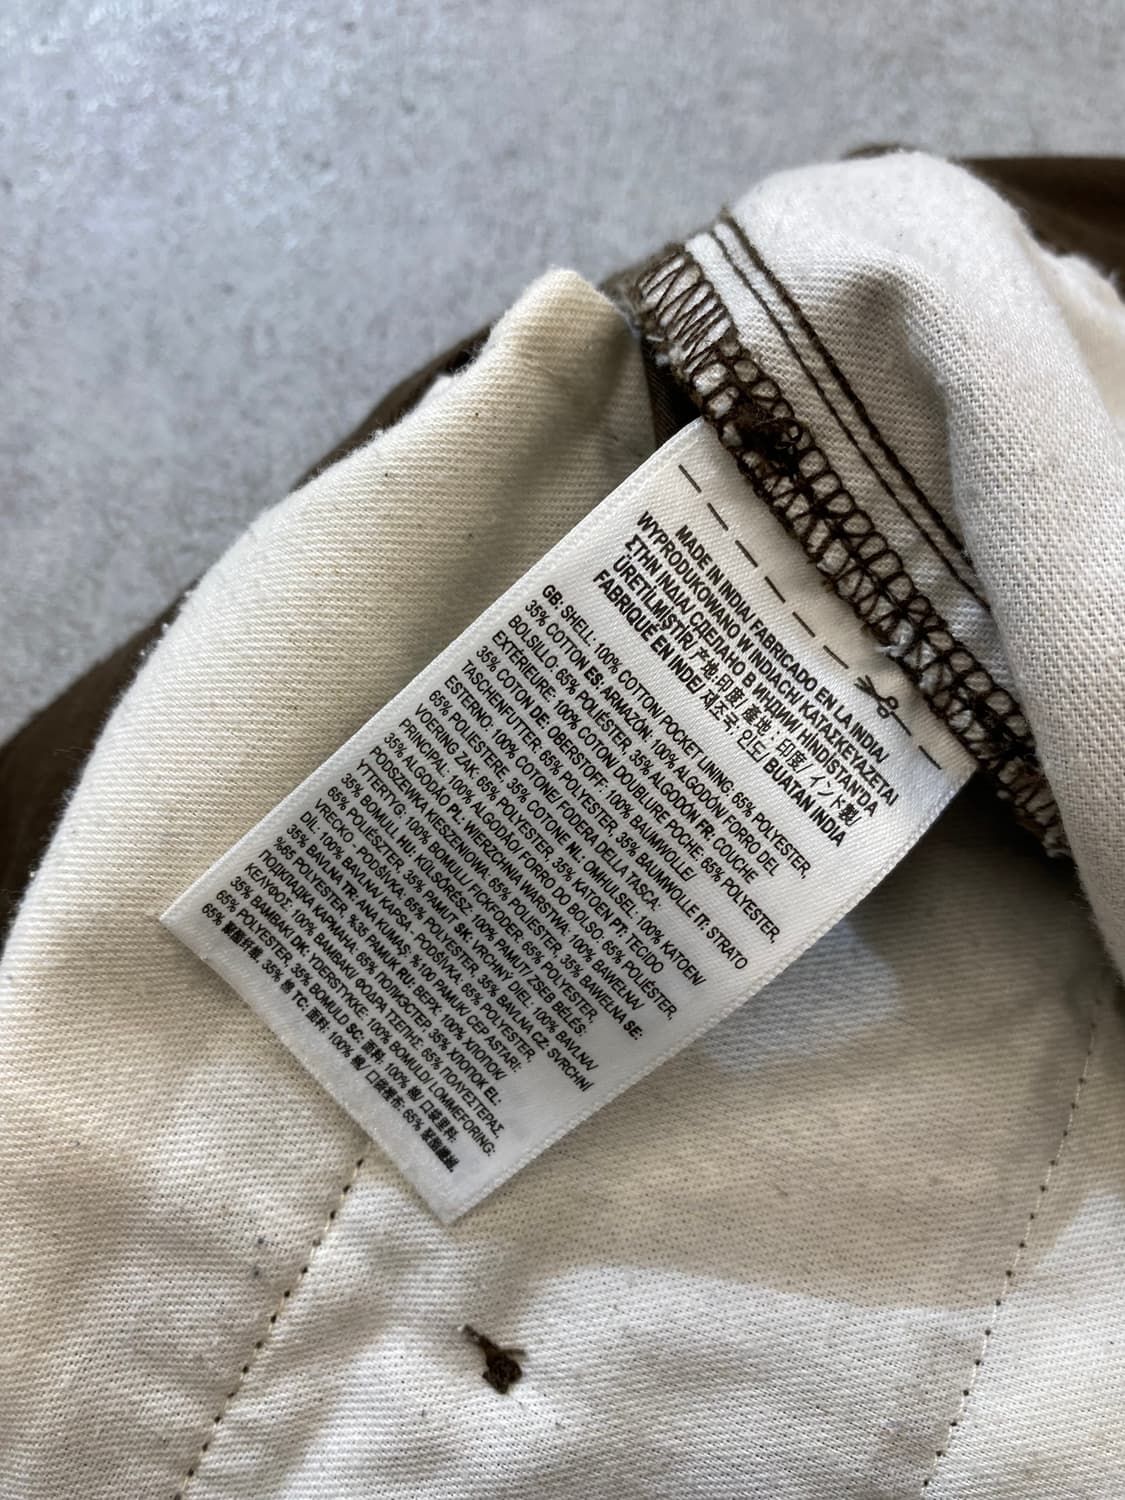 MADE IN INDIA/ FABRICADO EN LA INDIA/
WYPRODUKOWANO W INDIACHI ΚΑΤΑΣΚΕΥΑΖΕΤΑΙ
ΣΤΗΝ ΙΝΔΙΑ/ СДЕЛАНО В ИНДИИ/ HINDISTAN'DA
ÜRETİLMİŞTİR/ 产地:印度/ 產地:印度/ インド製/
FABRIQUÉ EN INDE/ 제조국: 인도/ BUATAN INDIA
GB: SHELL: 100% COTTON/ POCKET LINING: 65% POLYESTER,
35% COTTON ES: ARMAZÓN: 100% ALGODÓN/ FORRO DEL
BOLSILLO: 65% POLIÉSTER, 35% ALGODÓN FR: COUCHE
EXTÉRIEURE: 100% COTON/ DOUBLURE POCHE: 65% POLYESTER,
35% COTON DE: OBERSTOFF: 100% BAUMWOLLE/
TASCHENFUTTER: 65% POLYESTER, 35% BAUMWOLLE IT: STRATO
ESTERNO: 100% COTONE/ FODERA DELLA TASCA:
65% POLIESTERE, 35% COTONE NL: OMHULSEL: 100% KATOEN/
VOERING ZAK: 65% POLYESTER, 35% KATOEN PT: TECIDO
PRINCIPAL: 100% ALGODÃO/ FORRO DO BOLSO: 65% POLIÉSTER,
35% ALGODÃO PL: WIERZCHNIA WARSTWA: 100% BAWEŁNA/
PODSZEWKA KIESZENIOWA: 65% POLIESTER, 35% BAWEŁNA SE:
YTTERTYG: 100% BOMULL/ FICKFODER: 65% POLYESTER,
35% BOMULL HU: KÜLSŐRÉSZ: 100% PAMUT/ ZSEB BÉLÉS:
65% POLIÉSZTER, 35% PAMUT SK: VRCHNÝ DIEL: 100% BAVLNA/
VRECKO - PODŠÍVKA: 65% POLYESTER, 35% BAVLNA CZ: SVRCHNÍ
DÍL: 100% BAVLNA/ KAPSA - PODŠÍVKA: 65% POLYESTER,
35% BAVLNA TR: ANA KUMAŞ: %100 PAMUK/ CEP ASTARI:
%65 POLYESTER, %35 PAMUK RU: ВЕРХ: 100% ХЛОПОК/
ПОДКЛАДКА КАРМАНА: 65% ПОЛИЭСТЕР, 35% ХЛОПОК EL:
ΚΕΛΥΦΟΣ: 100% ΒΑΜΒΑΚΙ/ ΦΟΔΡΑ ΤΣΕΠΗΣ: 65% ΠΟΛΥΕΣΤΕΡΑΣ,
35% ΒΑΜΒΑΚΙ DK: YDERSTYKKE: 100% BOMULD/ LOMMEFORING:
65% POLYESTER, 35% BOMULD SC: 面料: 100% 棉/ 口袋里料:
65% 聚酯纤维, 35% 棉 TC: 面料: 100% 棉/ 口袋裡布: 65% 聚酯纖維,